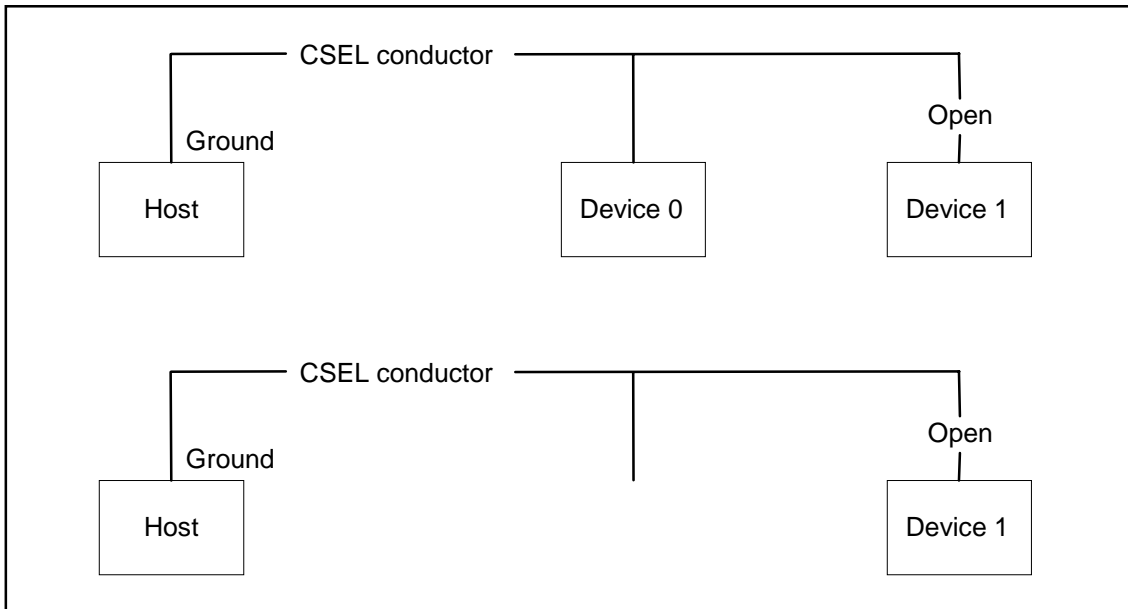 CSEL conductor
Open
Ground
Host
Device 0
Device 1
CSEL conductor
Open
Ground
Host
Device 1